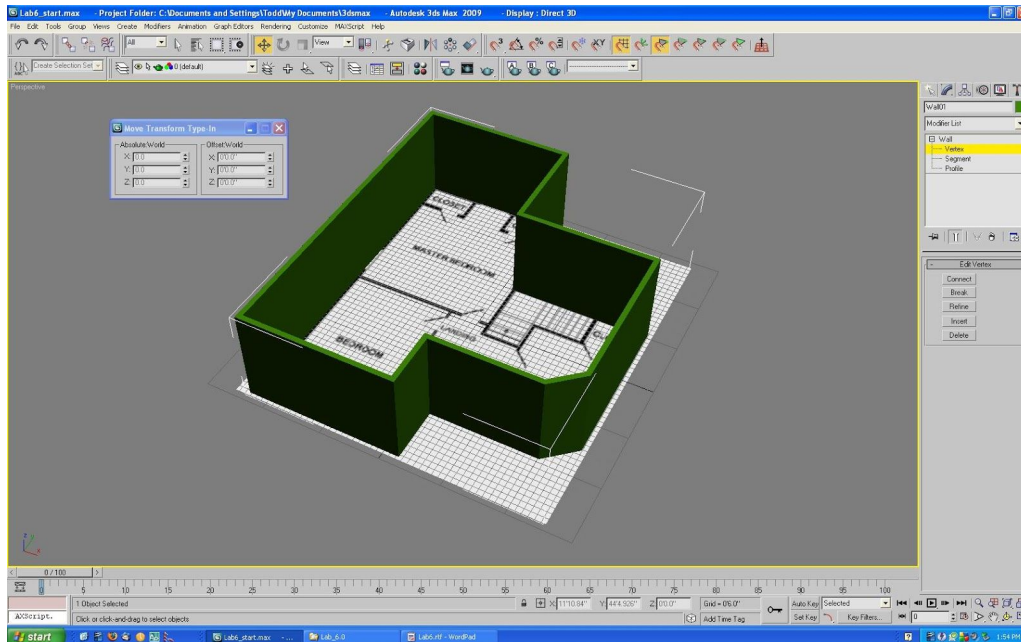 Lab6_start.max - Project Folder: C:\Documents and Settings\Todd\My Documents\3dsmax - Autodesk 3ds Max 2009 - Display : Direct 3D
File Edit Tools Group Views Create Modifiers Animation Graph Editors Rendering Customize MAXScript Help
All View
Create Selection Set 0 (default)
Perspective
Move Transform Type-In
Absolute:World Offset:World
X: 0.0 X: 0'0.0"
Y: 0.0 Y: 0'0.0"
Z: 0.0 Z: 0'0.0"
Wall01
Modifier List
Wall
Vertex
Segment
Profile
Edit Vertex
Connect
Break
Refine
Insert
Delete
CLOSET
MASTER BEDROOM
LANDING
BEDROOM
0 / 100
5 10 15 20 25 30 35 40 45 50 55 60 65 70 75 80 85 90 95 100
1 Object Selected X: 11'10.84" Y: 44'4.926" Z: 0'0.0" Grid = 0'6.0" Auto Key Selected
AXScript. Click or click-and-drag to select objects Add Time Tag Set Key Key Filters... 0
start Lab6_start.max - ... Lab_6.0 Lab6.rtf - WordPad 1:54 PM